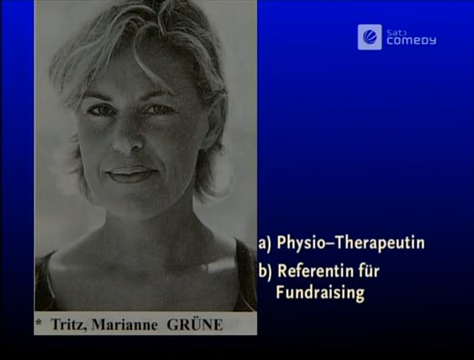 Sat.1
comedy
a) Physio–Therapeutin
b) Referentin für
Fundraising
* Tritz, Marianne GRÜNE